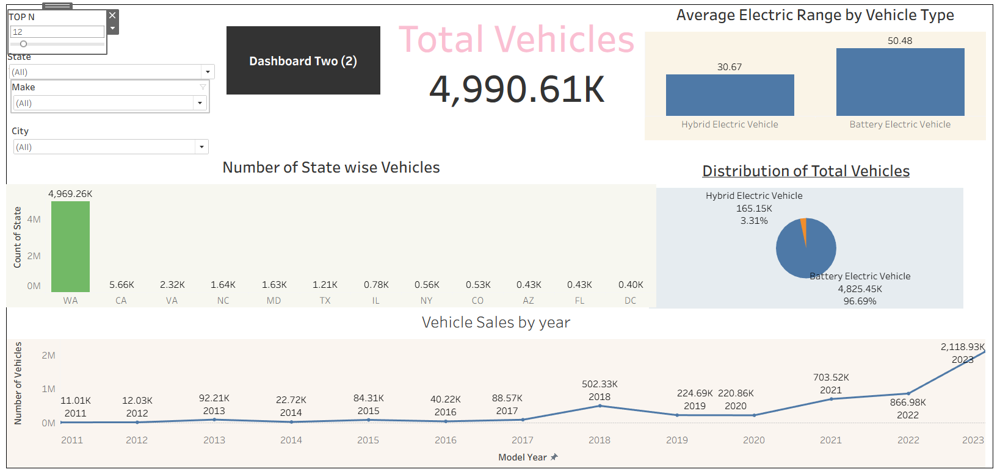 TOP N
12
State
(All)
Make
(All)
City
(All)
Dashboard Two (2)
Total Vehicles
4,990.61K
Average Electric Range by Vehicle Type
30.67
50.48
Hybrid Electric Vehicle
Battery Electric Vehicle
Number of State wise Vehicles
Count of State
4M
2M
0M
4,969.26K
5.66K
2.32K
1.64K
1.63K
1.21K
0.78K
0.56K
0.53K
0.43K
0.43K
0.40K
WA
CA
VA
NC
MD
TX
IL
NY
CO
AZ
FL
DC
Distribution of Total Vehicles
Hybrid Electric Vehicle
165.15K
3.31%
Battery Electric Vehicle
4,825.45K
96.69%
Vehicle Sales by year
Number of Vehicles
2M
1M
0M
11.01K
2011
12.03K
2012
92.21K
2013
22.72K
2014
84.31K
2015
40.22K
2016
88.57K
2017
502.33K
2018
224.69K
2019
220.86K
2020
703.52K
2021
866.98K
2022
2,118.93K
2023
2011
2012
2013
2014
2015
2016
2017
2018
2019
2020
2021
2022
2023
Model Year